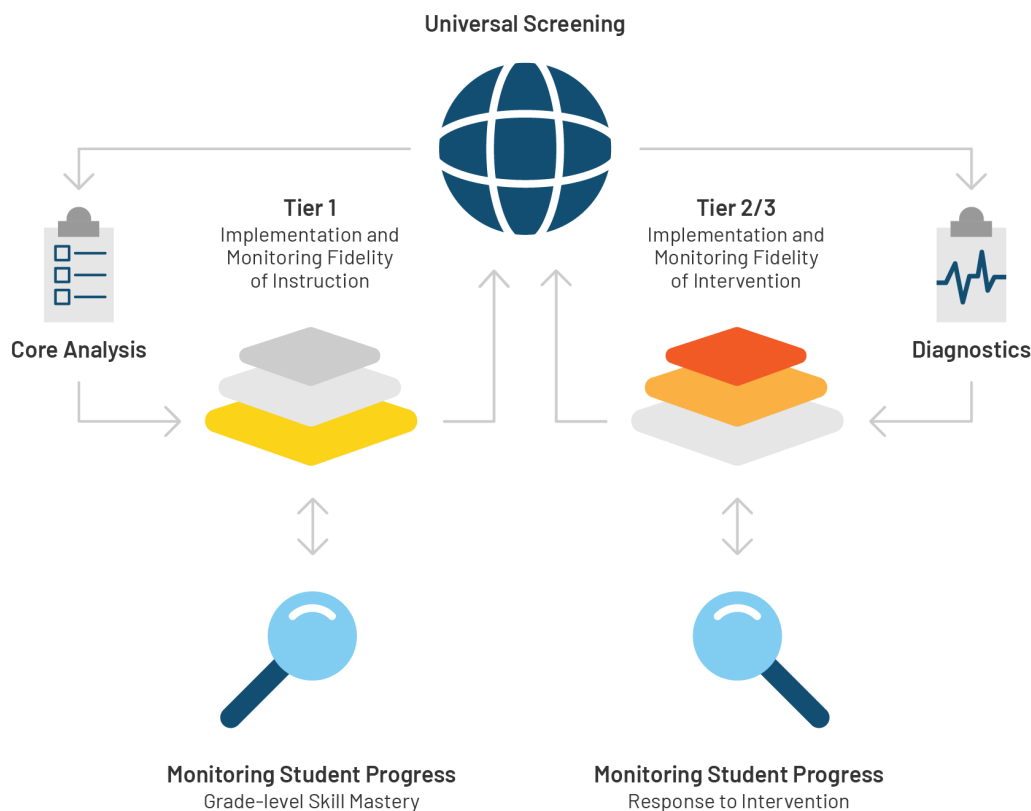 Universal Screening
Tier 1
Implementation and
Monitoring Fidelity
of Instruction
Tier 2/3
Implementation and
Monitoring Fidelity
of Intervention
Core Analysis
Diagnostics
Monitoring Student Progress
Grade-level Skill Mastery
Monitoring Student Progress
Response to Intervention